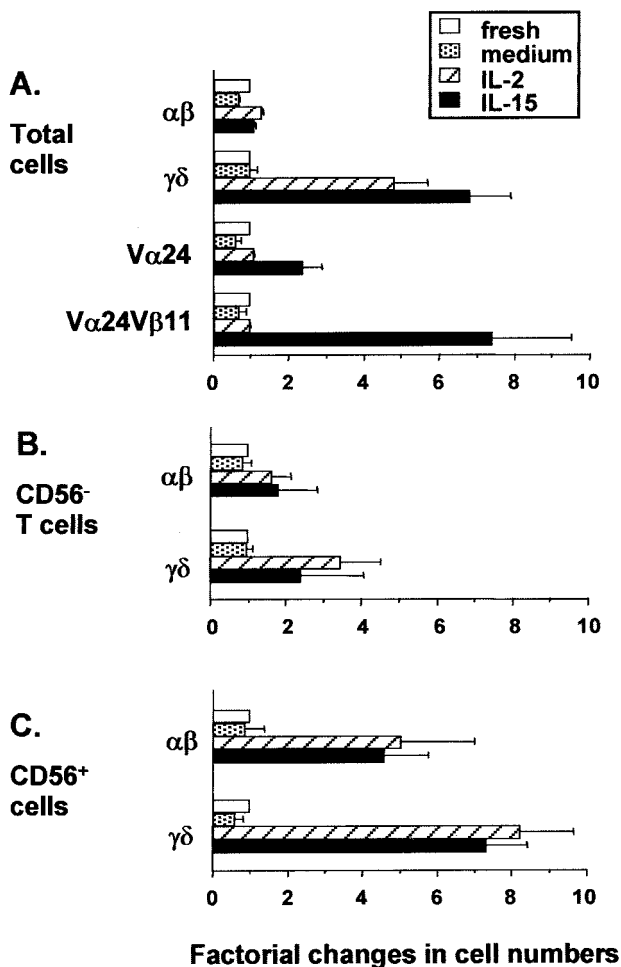 fresh
medium
IL-2
IL-15
A.
Total
cells
αβ
γδ
Vα24
Vα24Vβ11
0 2 4 6 8 10
B.
CD56-
T cells
αβ
γδ
0 2 4 6 8 10
C.
CD56+
cells
αβ
γδ
0 2 4 6 8 10
Factorial changes in cell numbers